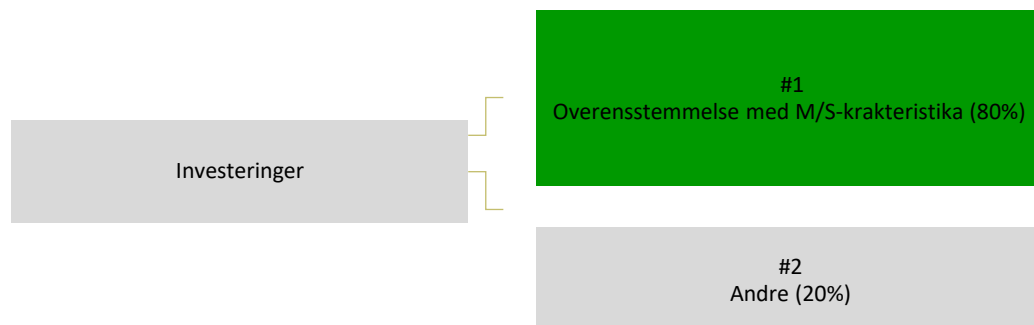 #1
Overensstemmelse med M/S-krakteristika (80%)
Investeringer
#2
Andre (20%)